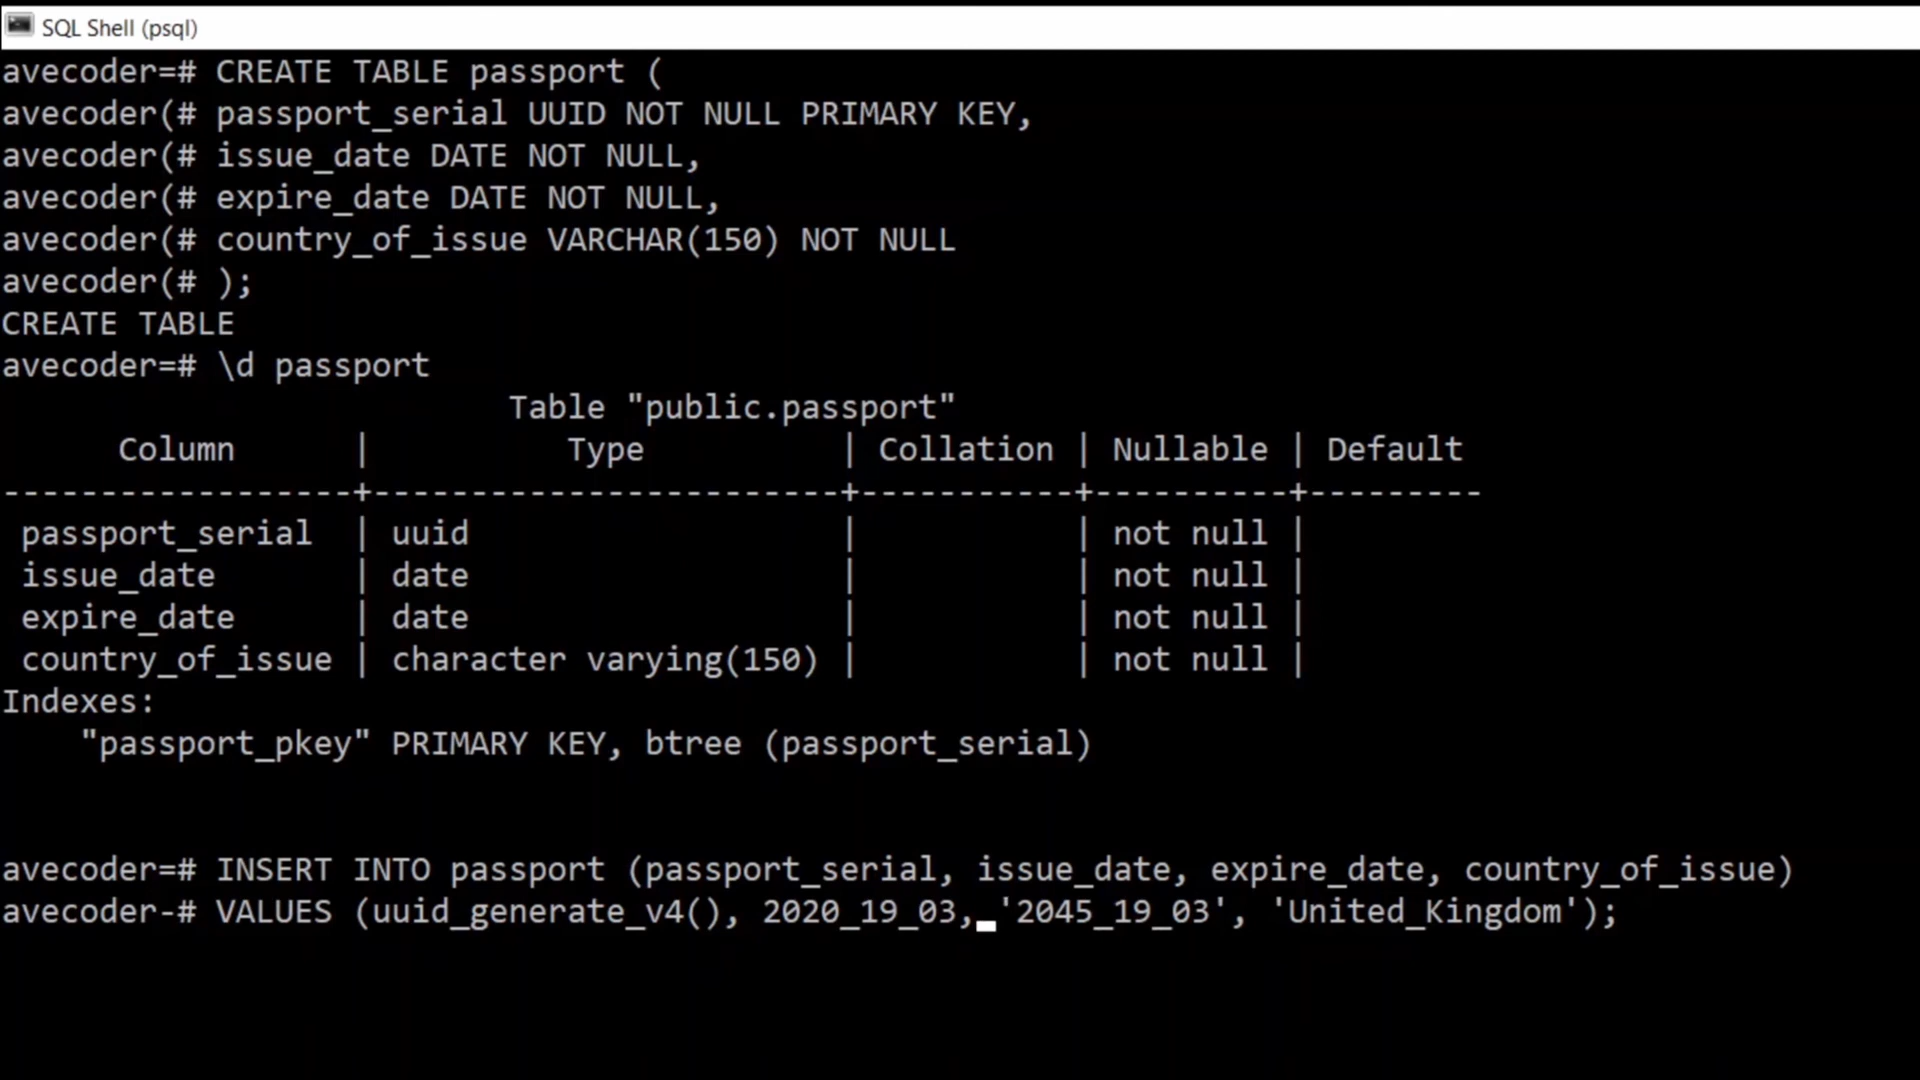 SQL Shell (psql)
avecoder=# CREATE TABLE passport (
avecoder(# passport_serial UUID NOT NULL PRIMARY KEY,
avecoder(# issue_date DATE NOT NULL,
avecoder(# expire_date DATE NOT NULL,
avecoder(# country_of_issue VARCHAR(150) NOT NULL
avecoder(# );
CREATE TABLE
avecoder=# \d passport
Table "public.passport"
Column | Type | Collation | Nullable | Default
------------------+------------------------+-----------+----------+---------
passport_serial | uuid | | not null |
issue_date | date | | not null |
expire_date | date | | not null |
country_of_issue | character varying(150) | | not null |
Indexes:
"passport_pkey" PRIMARY KEY, btree (passport_serial)
avecoder=# INSERT INTO passport (passport_serial, issue_date, expire_date, country_of_issue)
avecoder-# VALUES (uuid_generate_v4(), 2020_19_03, '2045_19_03', 'United_Kingdom');